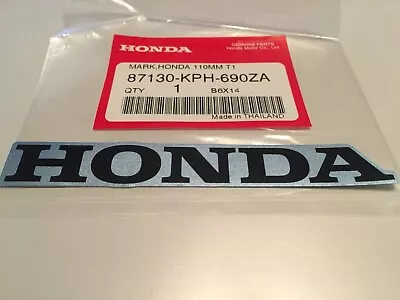 HONDA
GENUINE PARTS
Honda Motor Co., Ltd.
MARK,HONDA 110MM T1
87130-KPH-690ZA
QTY 1 B6X14
Made in THAILAND
HONDA